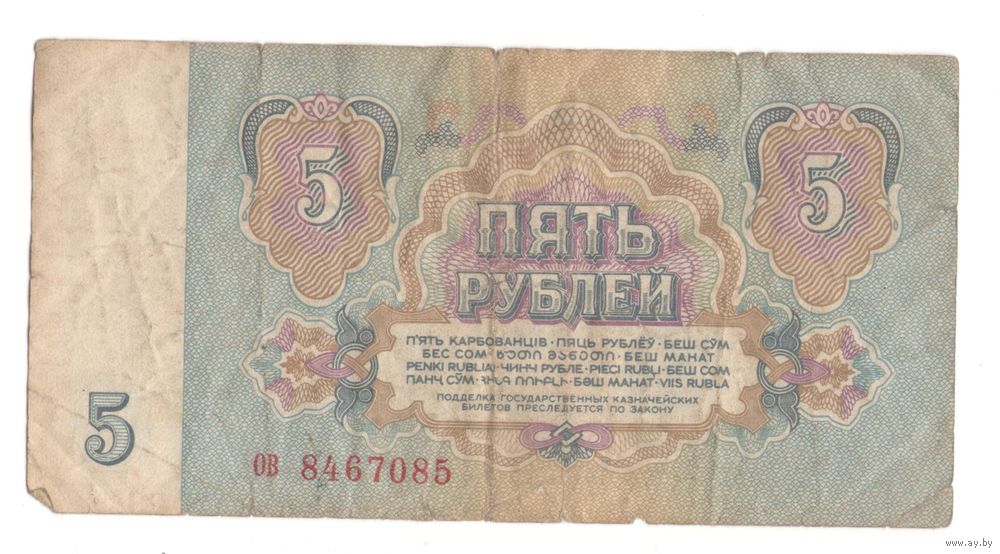 5
5
ПЯТЬ
РУБЛЕЙ
П'ЯТЬ КАРБОВАНЦІВ · ПЯЦЬ РУБЛЁЎ · БЕШ СЎМ
БЕС СОМ · ხუთი მანეთი · БЕШ МАНАТ
PENKI RUBLIAI · ЧИНЧ РУБЛЕ · PIECI RUBĻI · БЕШ СОМ
ПАНҶ СӮМ · ՀԻՆԳ ՌՈՒԲԼԻ · БӘШ МАНАТ · VIIS RUBLA
ПОДДЕЛКА ГОСУДАРСТВЕННЫХ КАЗНАЧЕЙСКИХ
БИЛЕТОВ ПРЕСЛЕДУЕТСЯ ПО ЗАКОНУ
5
ОВ 8467085
www.ay.by